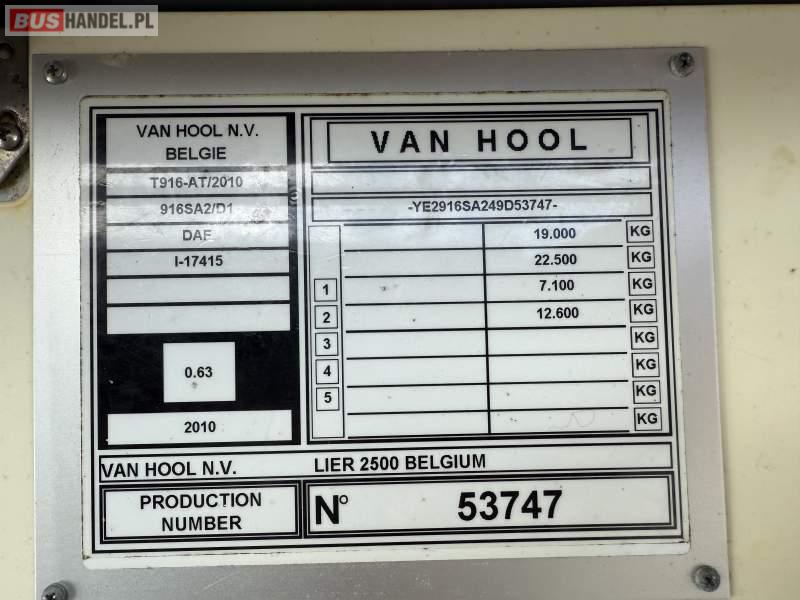 BUSHANDEL.PL
VAN HOOL N.V.
BELGIE
T916-AT/2010
916SA2/D1
DAF
I-17415
0.63
2010
VAN HOOL
-YE2916SA249D53747-
19.000 KG
22.500 KG
1 7.100 KG
2 12.600 KG
3 KG
4 KG
5 KG
KG
VAN HOOL N.V. LIER 2500 BELGIUM
PRODUCTION
NUMBER
N° 53747